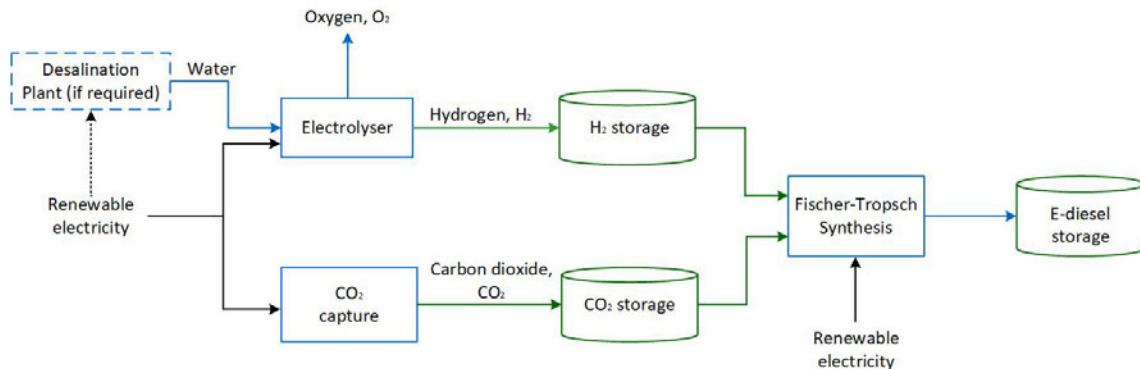 Oxygen, O₂
Desalination
Plant (if required)
Water
Electrolyser
Hydrogen, H₂
H₂ storage
Renewable
electricity
Fischer-Tropsch
Synthesis
E-diesel
storage
CO₂
capture
Carbon dioxide,
CO₂
CO₂ storage
Renewable
electricity